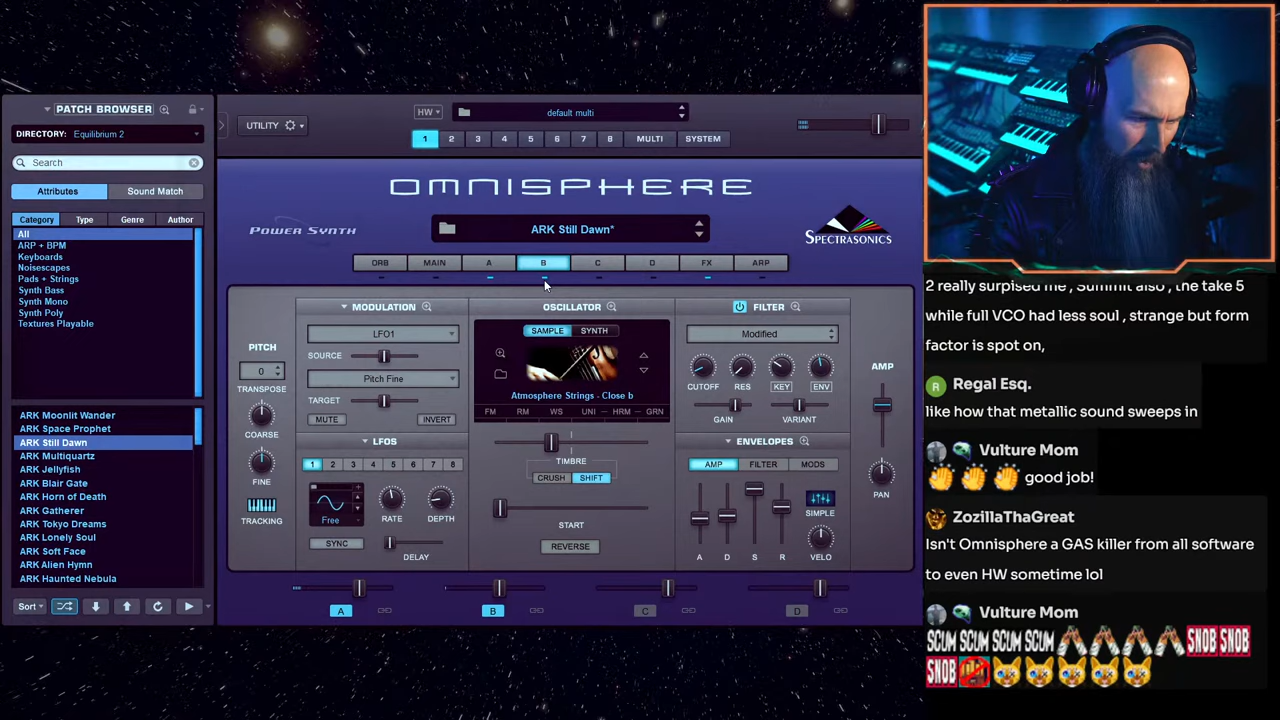 PATCH BROWSER
DIRECTORY: Equilibrium 2
Search
Attributes Sound Match
Category Type Genre Author
All
ARP + BPM
Keyboards
Noisescapes
Pads + Strings
Synth Bass
Synth Mono
Synth Poly
Textures Playable
ARK Moonlit Wander
ARK Space Prophet
ARK Still Dawn
ARK Multiquartz
ARK Jellyfish
ARK Blair Gate
ARK Horn of Death
ARK Gatherer
ARK Tokyo Dreams
ARK Lonely Soul
ARK Soft Face
ARK Alien Hymn
ARK Haunted Nebula
Sort
UTILITY
HW
default multi
1 2 3 4 5 6 7 8 MULTI SYSTEM
OMNISPHERE
POWER SYNTH
ARK Still Dawn*
SPECTRASONICS
ORB MAIN A B C D FX ARP
MODULATION
LFO1
SOURCE
Pitch Fine
TARGET
MUTE INVERT
PITCH
0
TRANSPOSE
COARSE
FINE
TRACKING
LFOS
1 2 3 4 5 6 7 8
Free
RATE DEPTH
SYNC
DELAY
OSCILLATOR
SAMPLE SYNTH
Atmosphere Strings - Close b
FM RM WS UNI HRM GRN
TIMBRE
CRUSH SHIFT
START
REVERSE
FILTER
Modified
CUTOFF RES KEY ENV
GAIN VARIANT
ENVELOPES
AMP FILTER MODS
SIMPLE
A D S R VELO
AMP
PAN
A B C D
2 really surpised me , Summit also , the take 5
while full VCO had less soul , strange but form
factor is spot on,
R Regal Esq.
like how that metallic sound sweeps in
Vulture Mom
good job!
ZozillaThaGreat
Isn't Omnisphere a GAS killer from all software
to even HW sometime lol
Vulture Mom
SCUM SCUM SCUM SCUM SNOB SNOB
SNOB